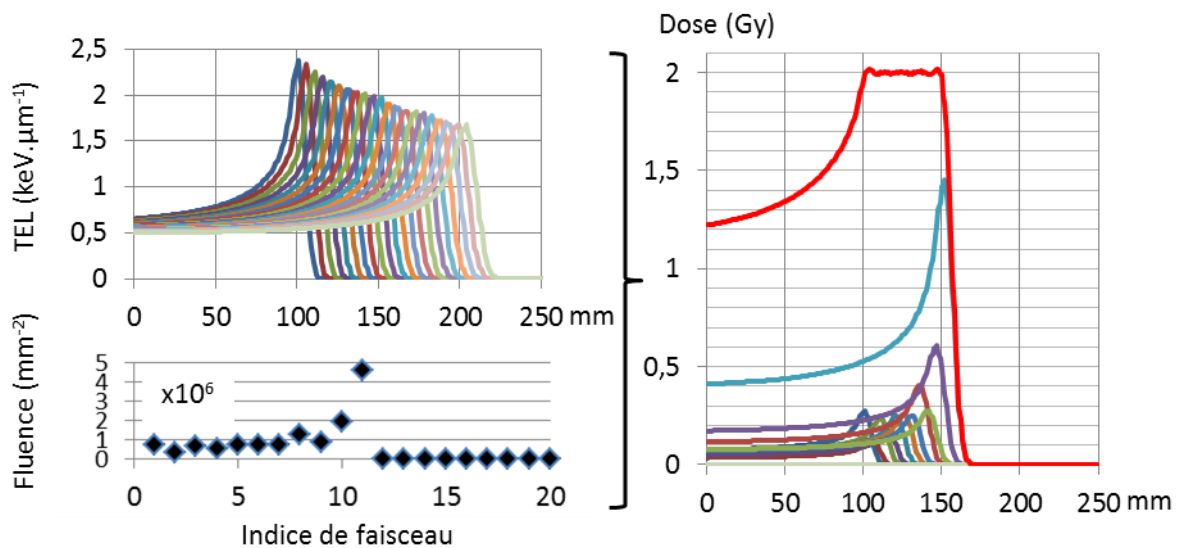 TEL (keV.µm⁻¹)
2,5
2
1,5
1
0,5
0
0 50 100 150 200 250 mm
Fluence (mm⁻²)
5
4
3
2
1
0
x10⁶
0 5 10 15 20
Indice de faisceau
Dose (Gy)
2
1,5
1
0,5
0
0 50 100 150 200 250 mm